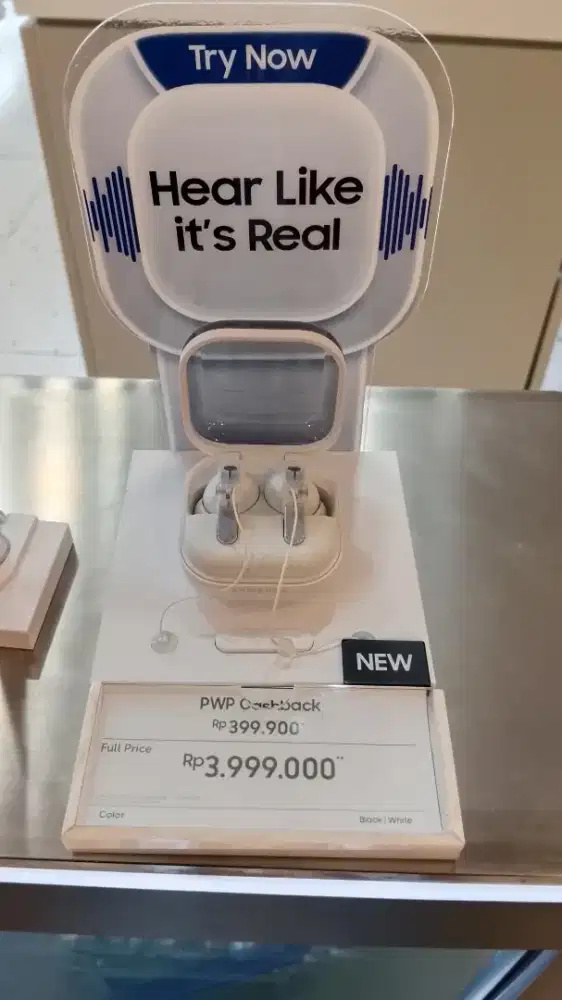 Try Now
Hear Like
it's Real
SAMSUNG
NEW
PWP Cashback
Rp399.900*
Full Price
Rp3.999.000**
Color
Black | White